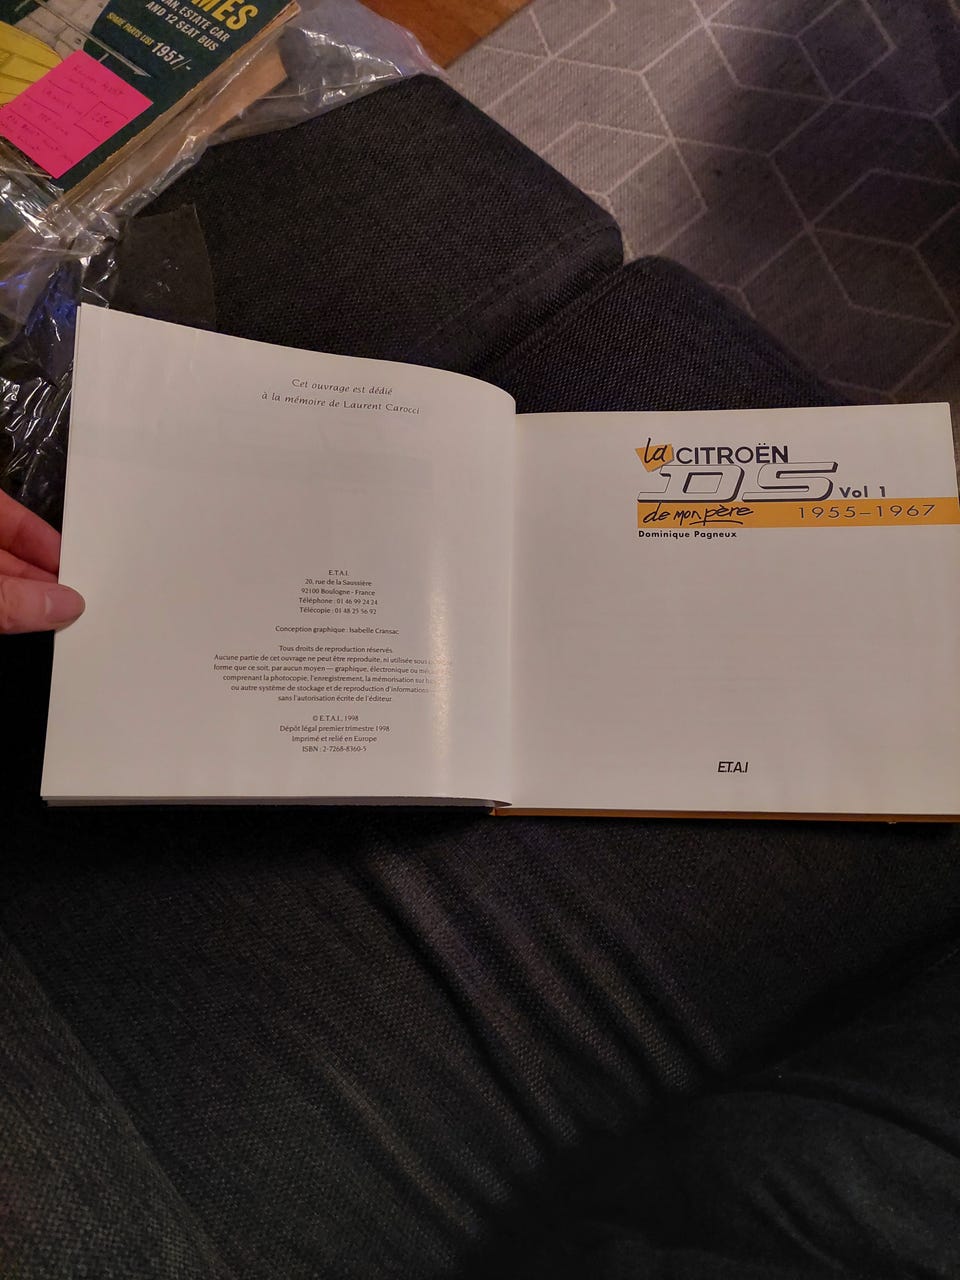 MES
AN, ESTATE CAR
AND 12 SEAT BUS
SPARE PARTS LIST 1957/-
Cet ouvrage est dédié
à la mémoire de Laurent Carocci
E.T.A.I.
20, rue de la Saussière
92100 Boulogne - France
Téléphone : 01 46 99 24 24
Télécopie : 01 48 25 56 92
Conception graphique : Isabelle Cransac
Tous droits de reproduction réservés.
Aucune partie de cet ouvrage ne peut être reproduite, ni utilisée sous
forme que ce soit, par aucun moyen — graphique, électronique ou
comprenant la photocopie, l'enregistrement, la mémorisation sur
ou autre système de stockage et de reproduction d'informations
sans l'autorisation écrite de l'éditeur.
© E.T.A.I., 1998
Dépôt légal premier trimestre 1998
Imprimé et relié en Europe
ISBN : 2-7268-8360-5
la CITROËN
DS Vol 1
de mon père 1955–1967
Dominique Pagneux
E.T.A.I